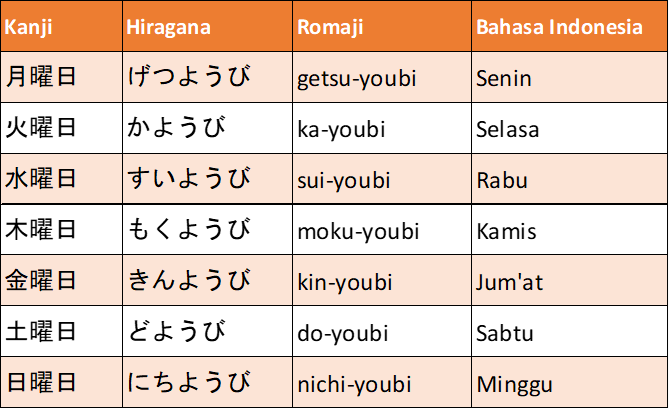 Kanji Hiragana Romaji Bahasa Indonesia
月曜日 げつようび getsu-youbi Senin
火曜日 かようび ka-youbi Selasa
水曜日 すいようび sui-youbi Rabu
木曜日 もくようび moku-youbi Kamis
金曜日 きんようび kin-youbi Jum'at
土曜日 どようび do-youbi Sabtu
日曜日 にちようび nichi-youbi Minggu